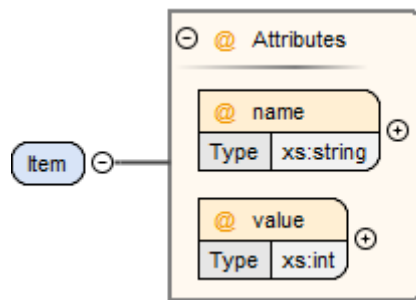 @ Attributes
@ name
Type xs:string
Item
@ value
Type xs:int